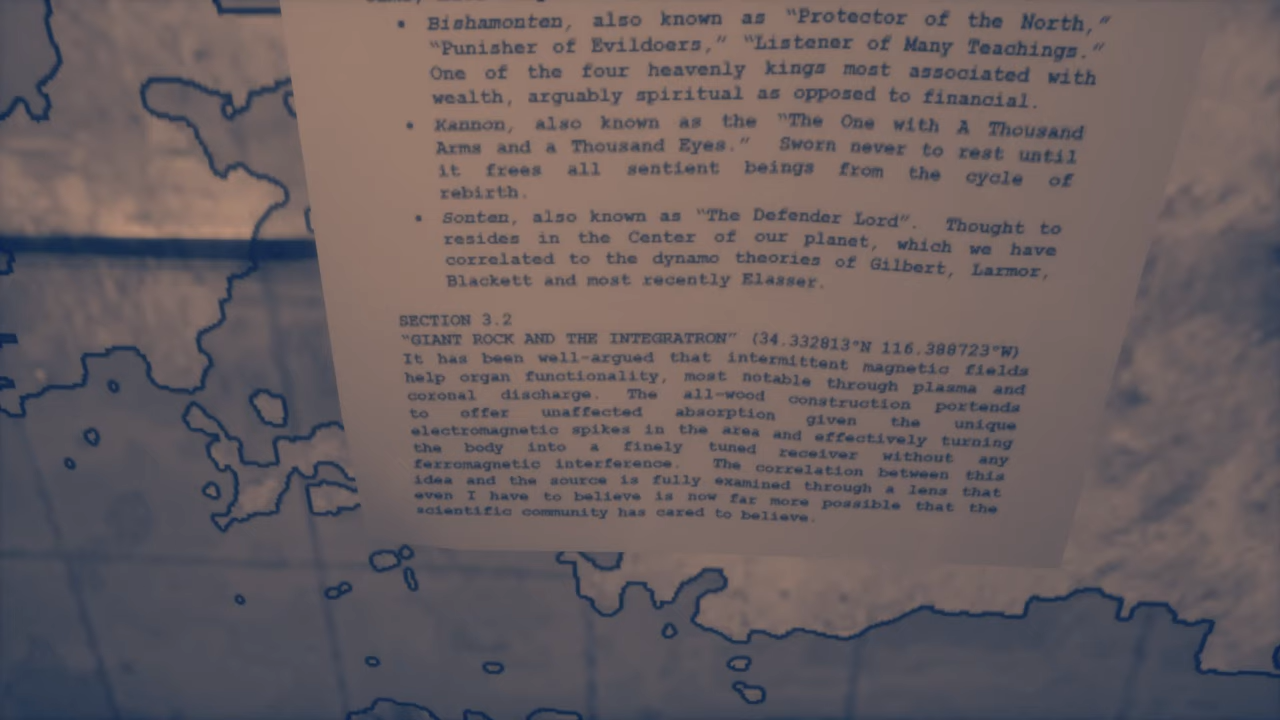 • Bishamonten, also known as "Protector of the North,"
"Punisher of Evildoers," "Listener of Many Teachings."
One of the four heavenly kings most associated with
wealth, arguably spiritual as opposed to financial.
• Kannon, also known as the "The One with A Thousand
Arms and a Thousand Eyes." Sworn never to rest until
it frees all sentient beings from the cycle of
rebirth.
• Sonten, also known as "The Defender Lord". Thought to
resides in the Center of our planet, which we have
correlated to the dynamo theories of Gilbert, Larmor,
Blackett and most recently Elasser.
SECTION 3.2
"GIANT ROCK AND THE INTEGRATRON" (34.332813°N 116.388723°W)
It has been well-argued that intermittent magnetic fields
help organ functionality, most notable through plasma and
coronal discharge. The all-wood construction portends
to offer unaffected absorption given the unique
electromagnetic spikes in the area and effectively turning
the body into a finely tuned receiver without any
ferromagnetic interference. The correlation between this
idea and the source is fully examined through a lens that
even I have to believe is now far more possible that the
scientific community has cared to believe.